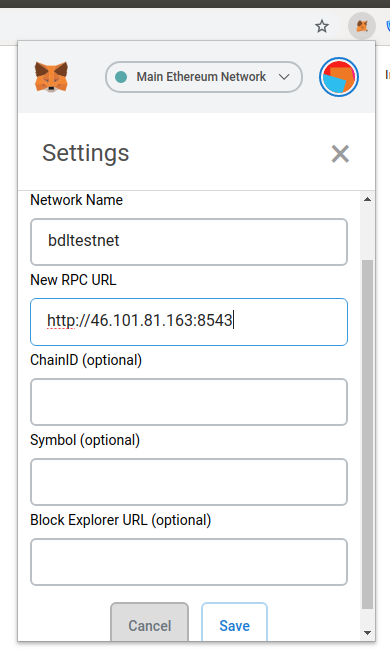 Main Ethereum Network
Settings
Network Name
bdltestnet
New RPC URL
http://46.101.81.163:8543
ChainID (optional)
Symbol (optional)
Block Explorer URL (optional)
Cancel Save